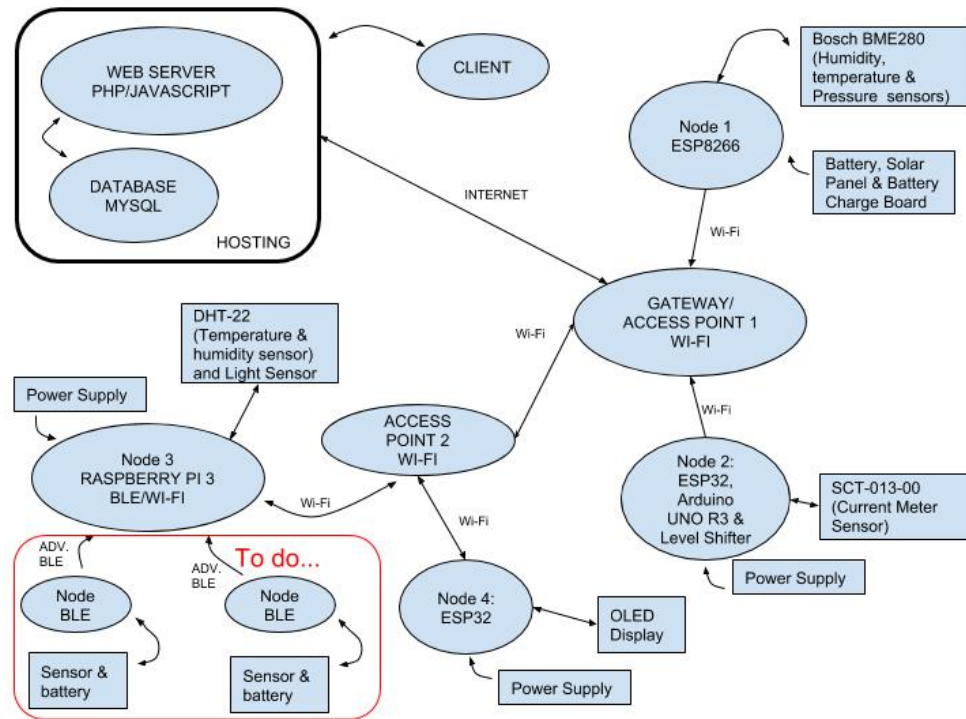 WEB SERVER
PHP/JAVASCRIPT
DATABASE
MYSQL
HOSTING
CLIENT
Bosch BME280
(Humidity,
temperature &
Pressure sensors)
Node 1
ESP8266
Battery, Solar
Panel & Battery
Charge Board
INTERNET
Wi-Fi
GATEWAY/
ACCESS POINT 1
WI-FI
Wi-Fi
DHT-22
(Temperature &
humidity sensor)
and Light Sensor
Power Supply
Wi-Fi
ACCESS
POINT 2
WI-FI
Node 3
RASPBERRY PI 3
BLE/WI-FI
Wi-Fi
Node 2:
ESP32,
Arduino
UNO R3 &
Level Shifter
SCT-013-00
(Current Meter
Sensor)
Power Supply
Wi-Fi
To do...
ADV.
BLE
ADV.
BLE
Node
BLE
Node
BLE
Sensor &
battery
Sensor &
battery
Node 4:
ESP32
OLED
Display
Power Supply